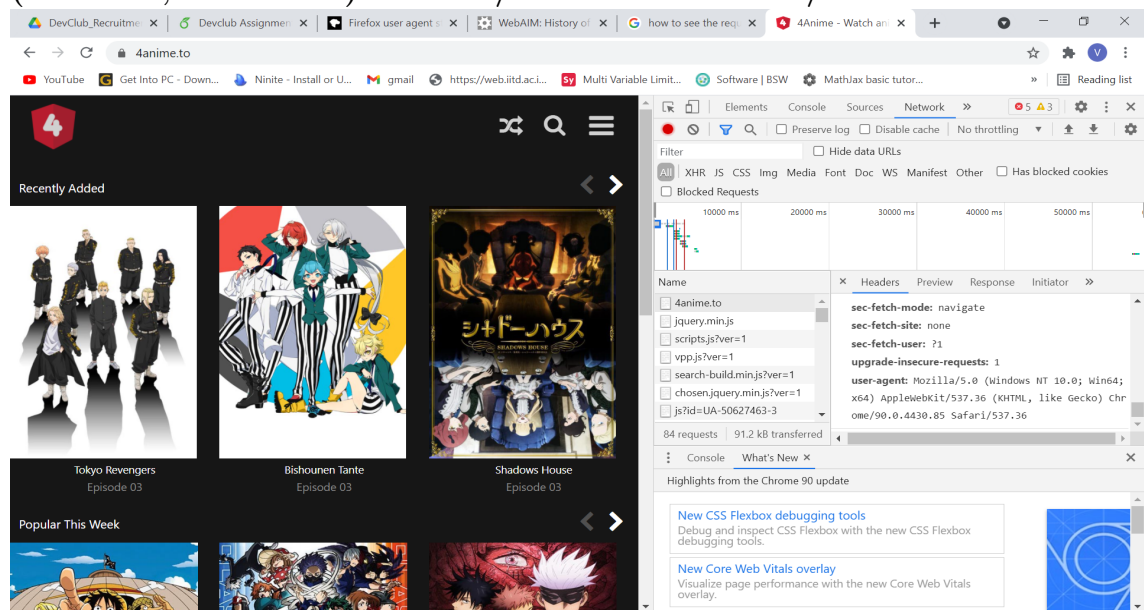 DevClub_Recruitme
Devclub Assignmen
Firefox user agent s
WebAIM: History of
how to see the requ
4Anime - Watch ani
4anime.to
V
YouTube
Get Into PC - Down...
Ninite - Install or U...
gmail
https://web.iitd.ac.i...
Sy
Multi Variable Limit...
Software | BSW
MathJax basic tutor...
»
Reading list
4
Recently Added
Tokyo Revengers
Episode 03
Bishounen Tante
Episode 03
シャドーハウス
SHADOWS HOUSE
Shadows House
Episode 03
Popular This Week
Elements
Console
Sources
Network
»
5
3
Preserve log
Disable cache
No throttling
Filter
Hide data URLs
All
XHR JS CSS Img Media Font Doc WS Manifest Other
Has blocked cookies
Blocked Requests
10000 ms
20000 ms
30000 ms
40000 ms
50000 ms
Name
4anime.to
jquery.min.js
scripts.js?ver=1
vpp.js?ver=1
search-build.min.js?ver=1
chosen.jquery.min.js?ver=1
js?id=UA-50627463-3
84 requests
91.2 kB transferred
Headers
Preview
Response
Initiator
»
sec-fetch-mode: navigate
sec-fetch-site: none
sec-fetch-user: ?1
upgrade-insecure-requests: 1
user-agent: Mozilla/5.0 (Windows NT 10.0; Win64;
x64) AppleWebKit/537.36 (KHTML, like Gecko) Chr
ome/90.0.4430.85 Safari/537.36
Console
What's New
Highlights from the Chrome 90 update
New CSS Flexbox debugging tools
Debug and inspect CSS Flexbox with the new CSS Flexbox
debugging tools.
New Core Web Vitals overlay
Visualize page performance with the new Core Web Vitals
overlay.